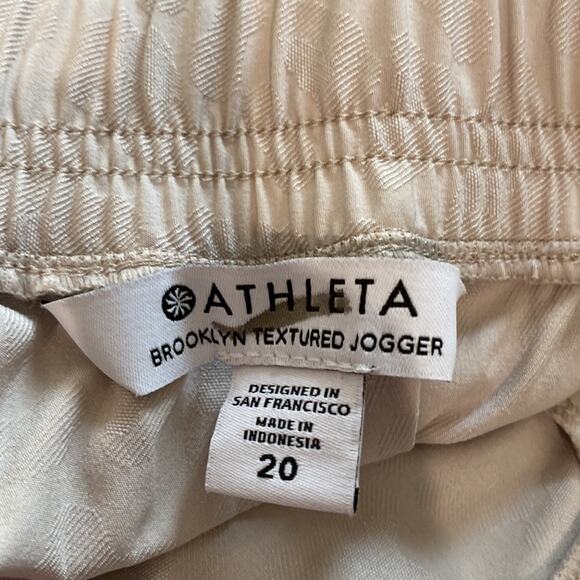 ATHLETA
BROOKLYN TEXTURED JOGGER
DESIGNED IN
SAN FRANCISCO
MADE IN
INDONESIA
20